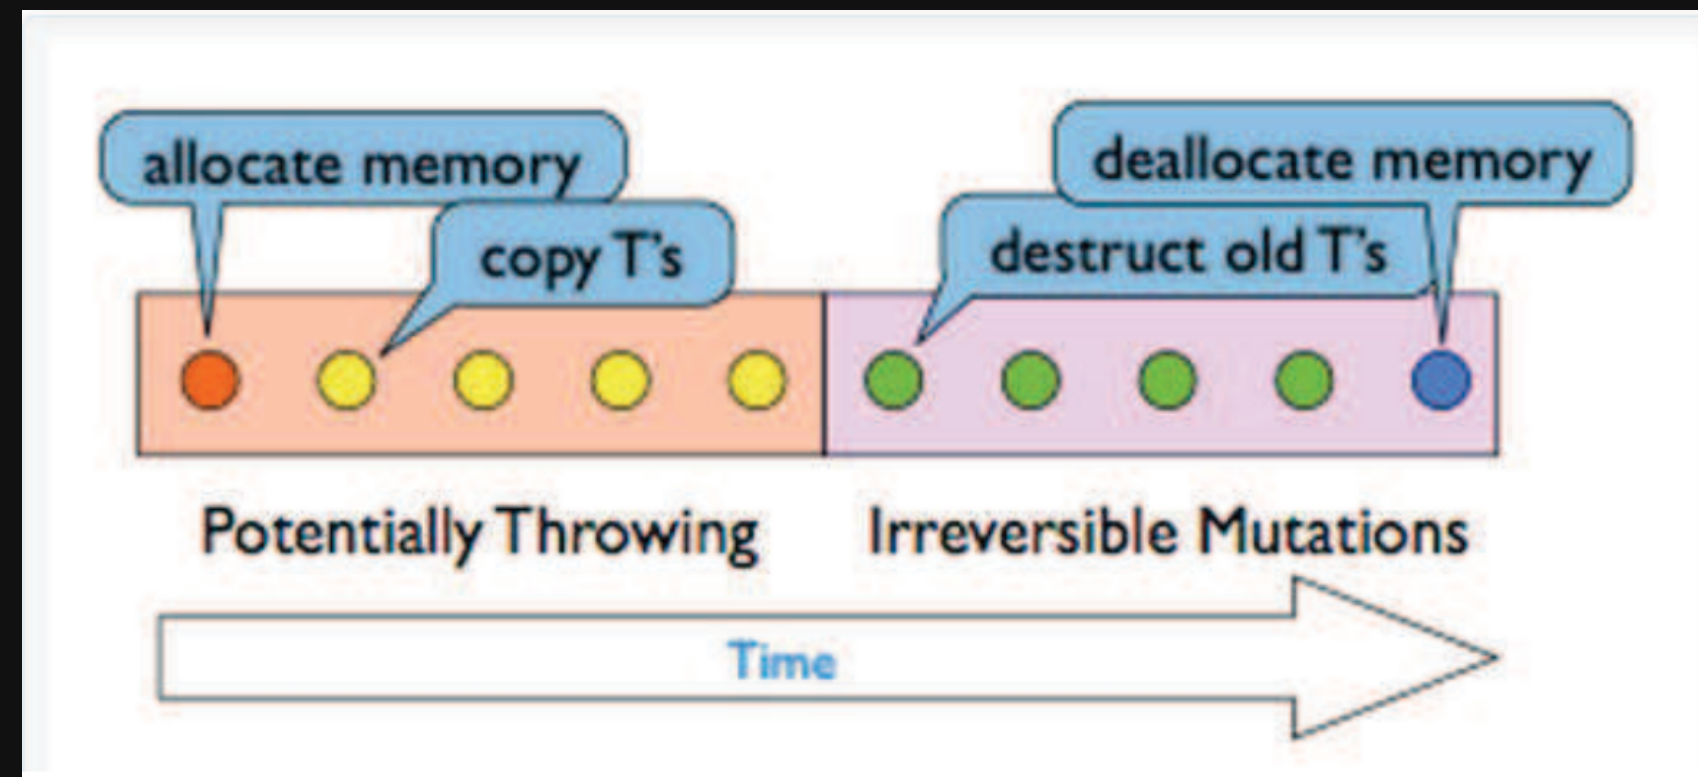 allocate memory
copy T's
deallocate memory
destruct old T's
Potentially Throwing
Irreversible Mutations
Time